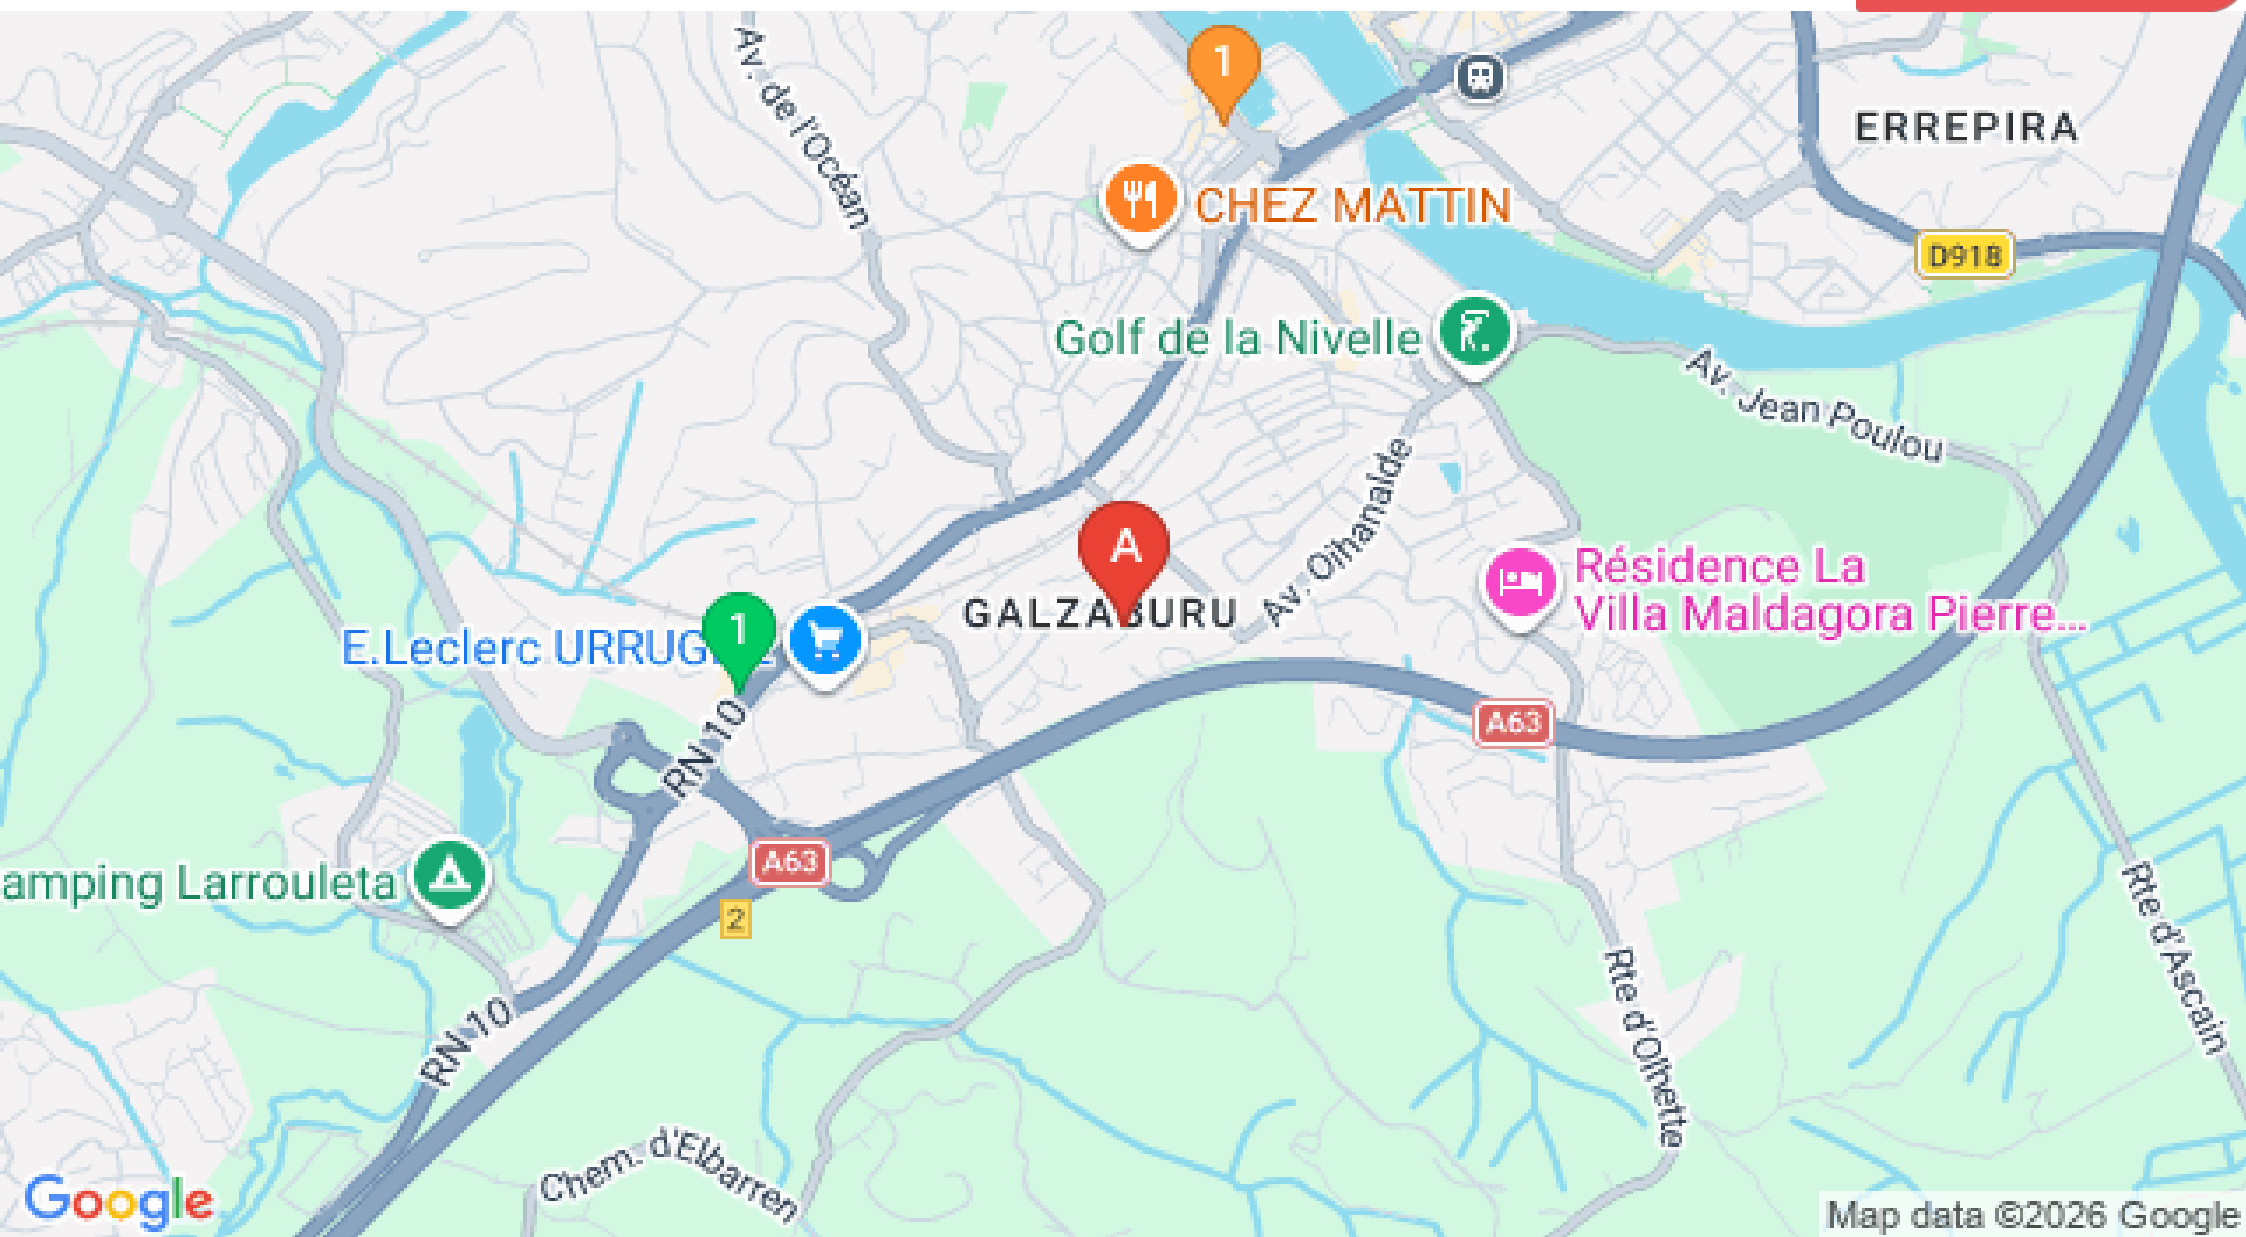 Av. de l'Océan
1
ERREPIRA
CHEZ MATTIN
D918
Golf de la Nivelle
Av. Jean Poulou
Av. Oihanalde
A
Résidence La
Villa Maldagora Pierre...
GALZABURU
1
E.Leclerc URRUG
RN 10
A63
A63
2
amping Larrouleta
Rte d'Ascain
Rte d'Olhette
RN 10
Chem. d'Elbarren
Google
Map data ©2026 Google